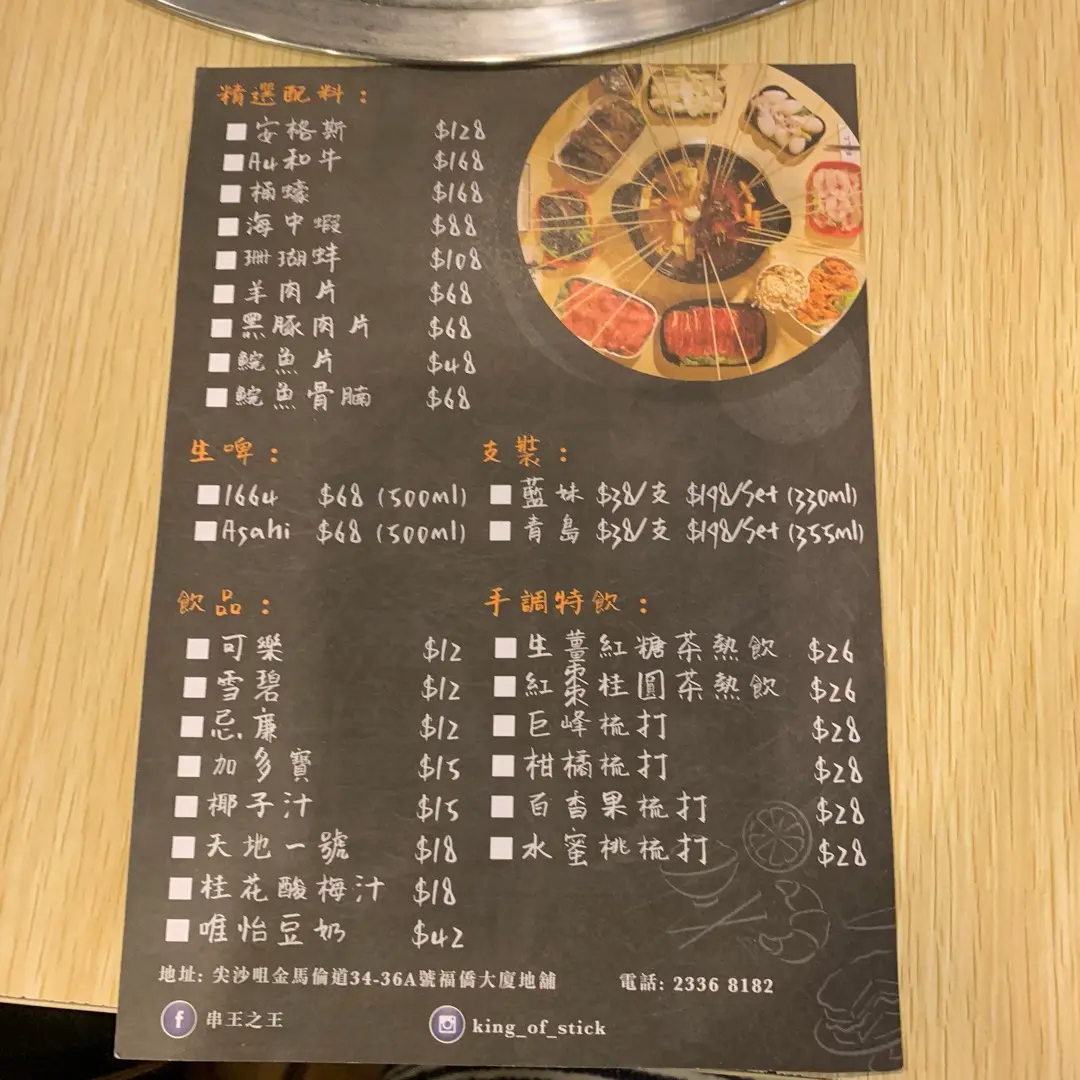 精選配料：
安格斯 $128
A4和牛 $168
桶蠔 $168
海中蝦 $88
珊瑚蚌 $108
羊肉片 $68
黑豚肉片 $68
鯇魚片 $48
鯇魚骨腩 $68
生啤：
1664 $68 (500ml)
Asahi $68 (500ml)
支裝：
藍妹 $38/支 $198/Set (330ml)
青島 $38/支 $198/Set (355ml)
飲品：
可樂 $12
雪碧 $12
忌廉 $12
加多寶 $15
椰子汁 $15
天地一號 $18
桂花酸梅汁 $18
唯怡豆奶 $42
手調特飲：
生薑紅糖茶熱飲 $26
紅棗桂圓茶熱飲 $26
巨峰梳打 $28
柑橘梳打 $28
百香果梳打 $28
水蜜桃梳打 $28
地址: 尖沙咀金馬倫道34-36A號福僑大廈地舖
電話: 2336 8182
串王之王
king_of_stick